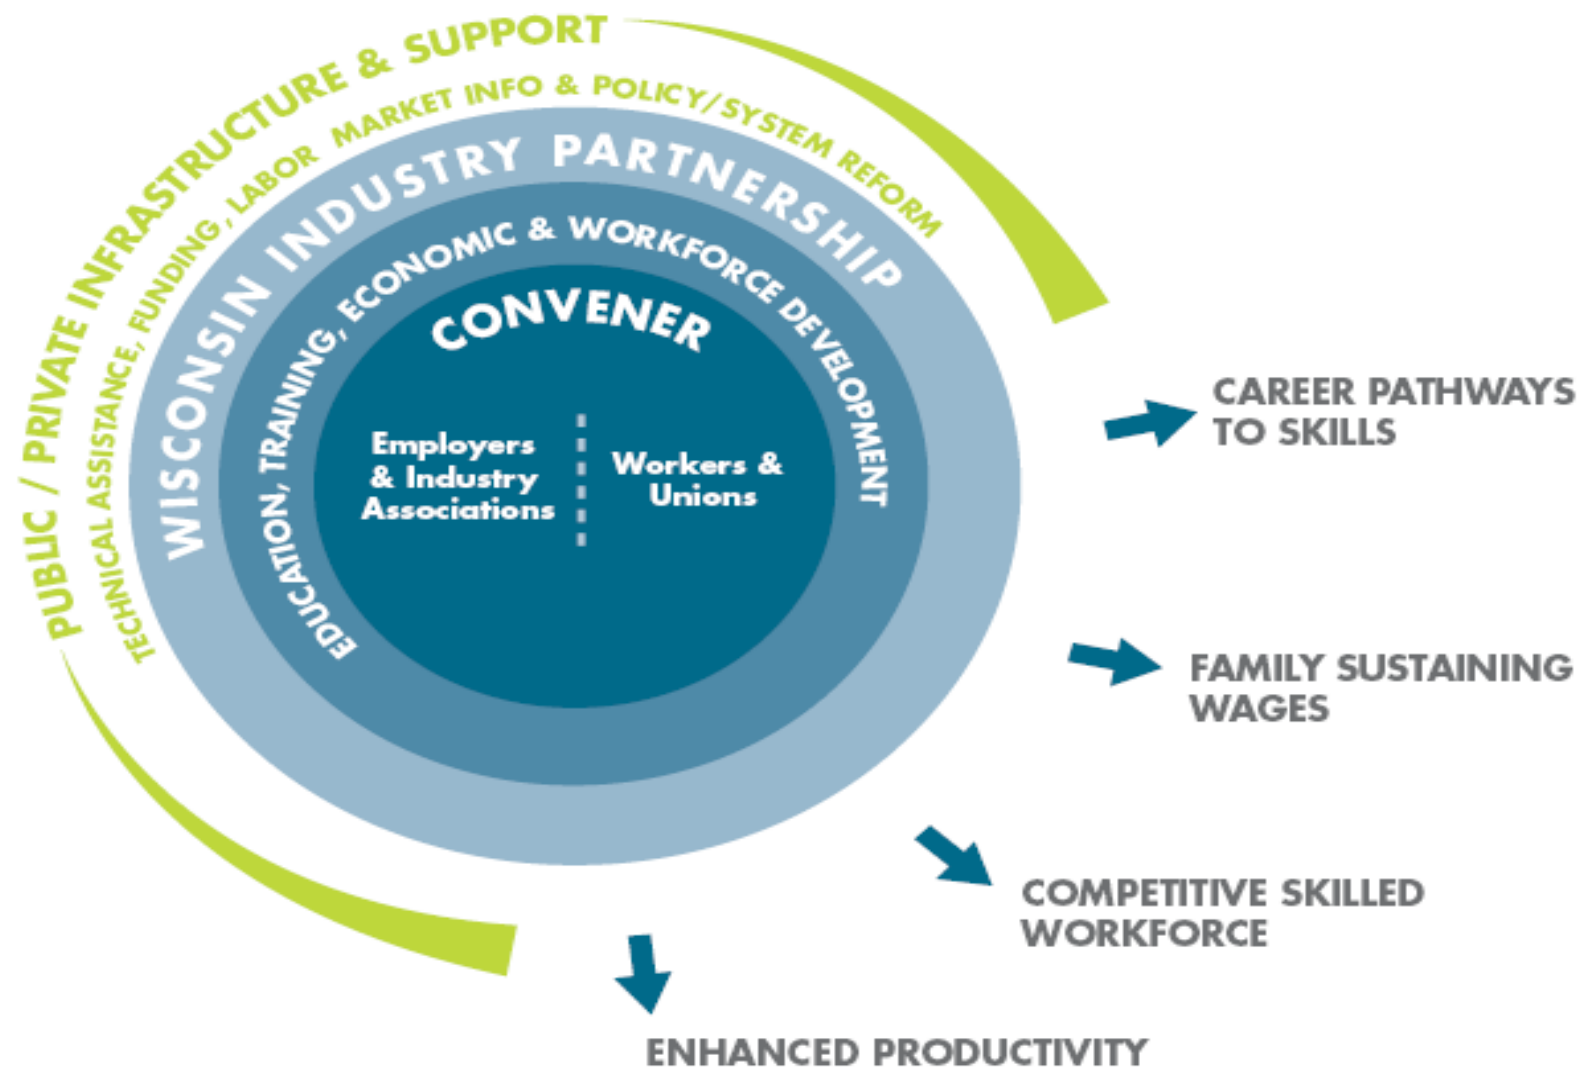 PUBLIC / PRIVATE INFRASTRUCTURE & SUPPORT
TECHNICAL ASSISTANCE, FUNDING, LABOR MARKET INFO & POLICY/SYSTEM REFORM
WISCONSIN INDUSTRY PARTNERSHIP
EDUCATION, TRAINING, ECONOMIC & WORKFORCE DEVELOPMENT
CONVENER
Employers
& Industry
Associations
Workers &
Unions
CAREER PATHWAYS
TO SKILLS
FAMILY SUSTAINING
WAGES
COMPETITIVE SKILLED
WORKFORCE
ENHANCED PRODUCTIVITY